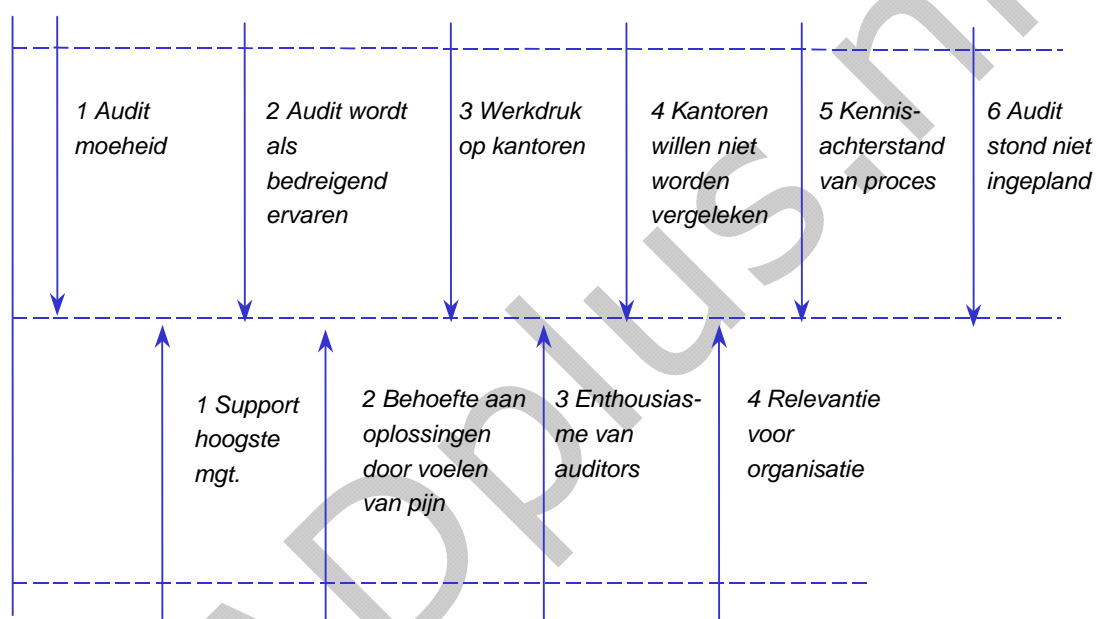 1 Audit
moeheid
2 Audit wordt
als
bedreigend
ervaren
3 Werkdruk
op kantoren
4 Kantoren
willen niet
worden
vergeleken
5 Kennis-
achterstand
van proces
6 Audit
stond niet
ingepland
1 Support
hoogste
mgt.
2 Behoefte aan
oplossingen
door voelen
van pijn
3 Enthousias-
me van
auditors
4 Relevantie
voor
organisatie
ADplus.n